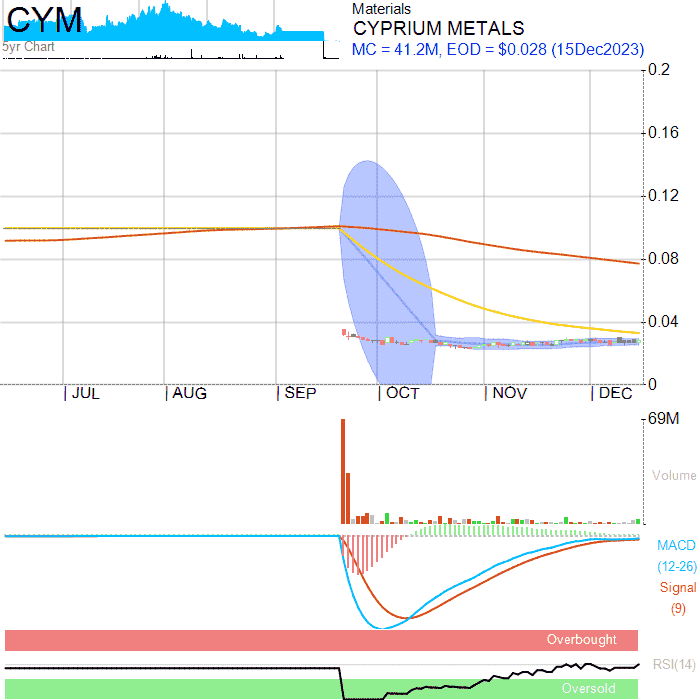 CYM
5yr Chart
Materials
CYPRIUM METALS
MC = 41.2M, EOD = $0.028 (15Dec2023)
0.2
0.16
0.12
0.08
0.04
0
JUL AUG SEP OCT NOV DEC
69M
Volume
MACD
(12-26)
Signal
(9)
Overbought
RSI(14)
Oversold